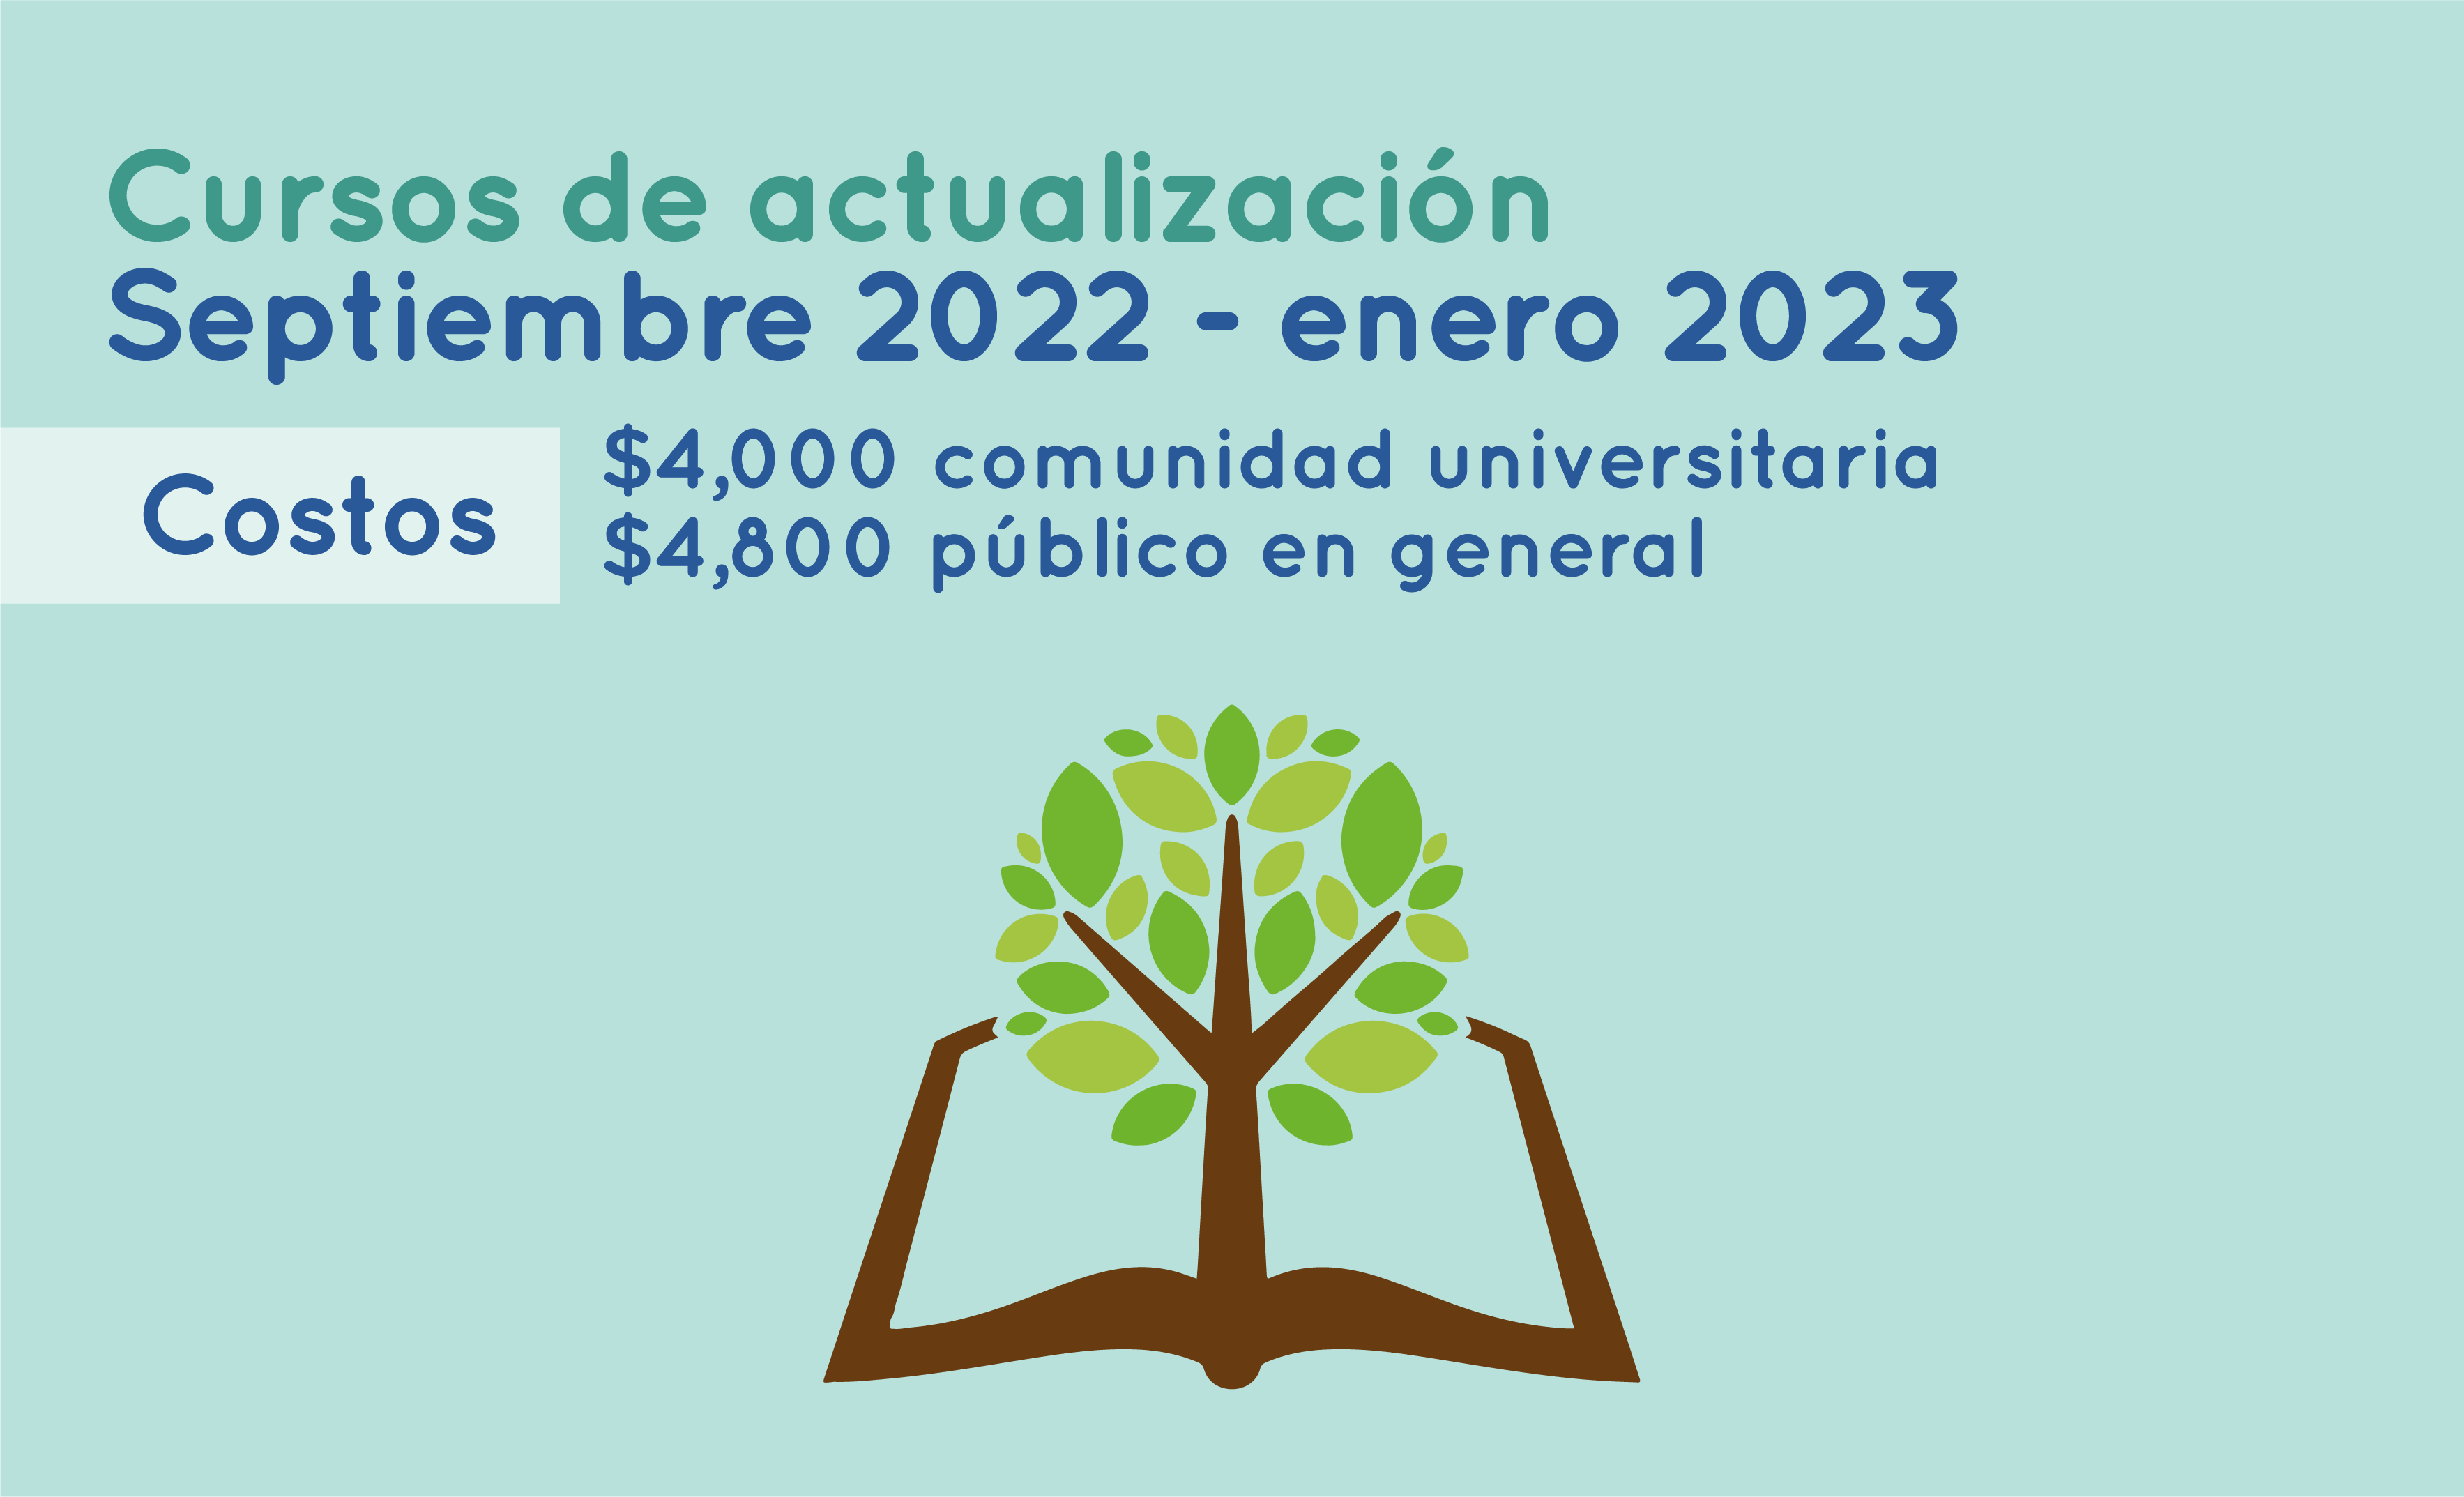 Cursos de actualización
Septiembre 2022 - enero 2023
Costos
$4,000 comunidad universitaria
$4,800 público en general